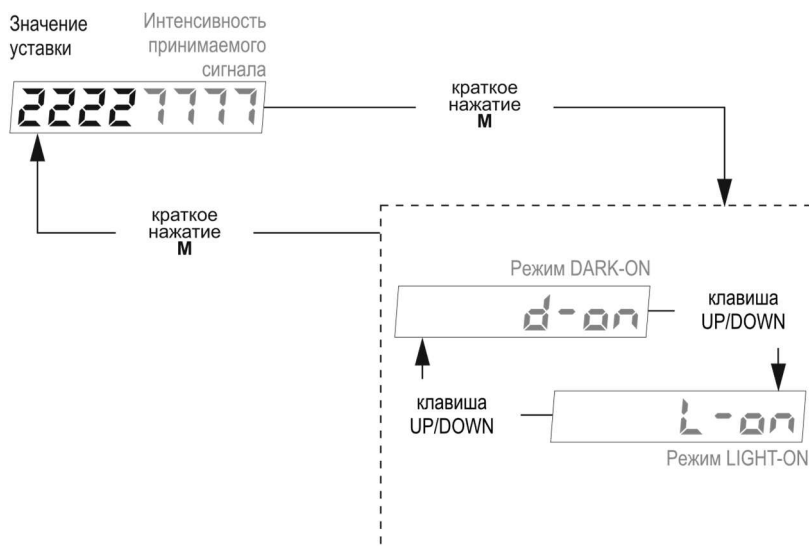 Значение
уставки
Интенсивность
принимаемого
сигнала
22227777
краткое
нажатие
M
краткое
нажатие
M
Режим DARK-ON
d-on
клавиша
UP/DOWN
клавиша
UP/DOWN
L-on
Режим LIGHT-ON